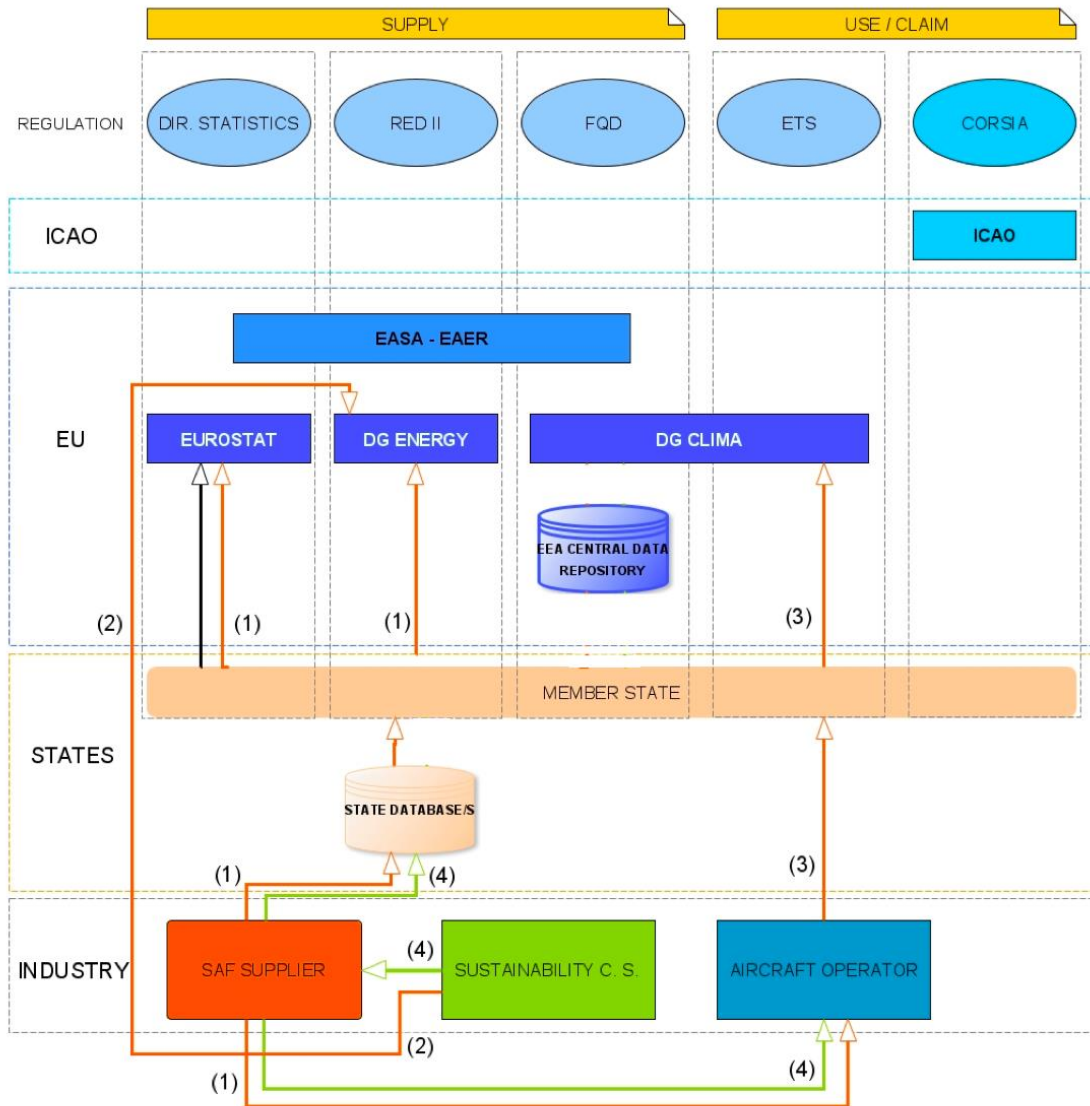 SUPPLY
USE / CLAIM
REGULATION
DIR. STATISTICS
RED II
FQD
ETS
CORSIA
ICAO
ICAO
EASA - EAER
EU
EUROSTAT
DG ENERGY
DG CLIMA
EEA CENTRAL DATA
REPOSITORY
(2)
(1)
(1)
(3)
MEMBER STATE
STATES
STATE DATABASE/S
(1)
(4)
(3)
INDUSTRY
SAF SUPPLIER
(4)
SUSTAINABILITY C. S.
AIRCRAFT OPERATOR
(2)
(1)
(4)